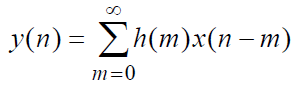 y(n) = ∑_{m=0}^{∞} h(m)x(n − m)